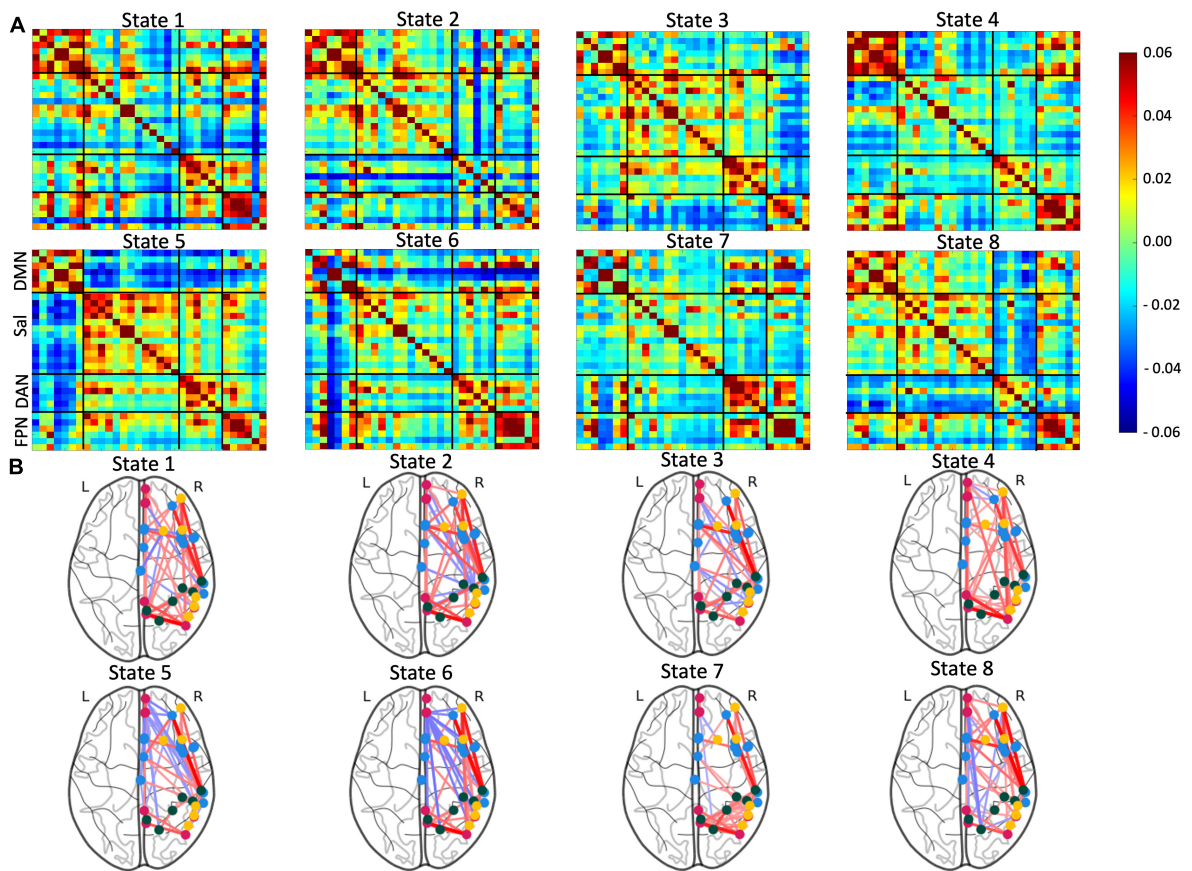 A
State 1 State 2 State 3 State 4
0.06
0.04
0.02
0.00
- 0.02
- 0.04
- 0.06
State 5 State 6 State 7 State 8
DMN
Sal
DAN
FPN
B
State 1 State 2 State 3 State 4
L R L R L R L R
State 5 State 6 State 7 State 8
L R L R L R L R